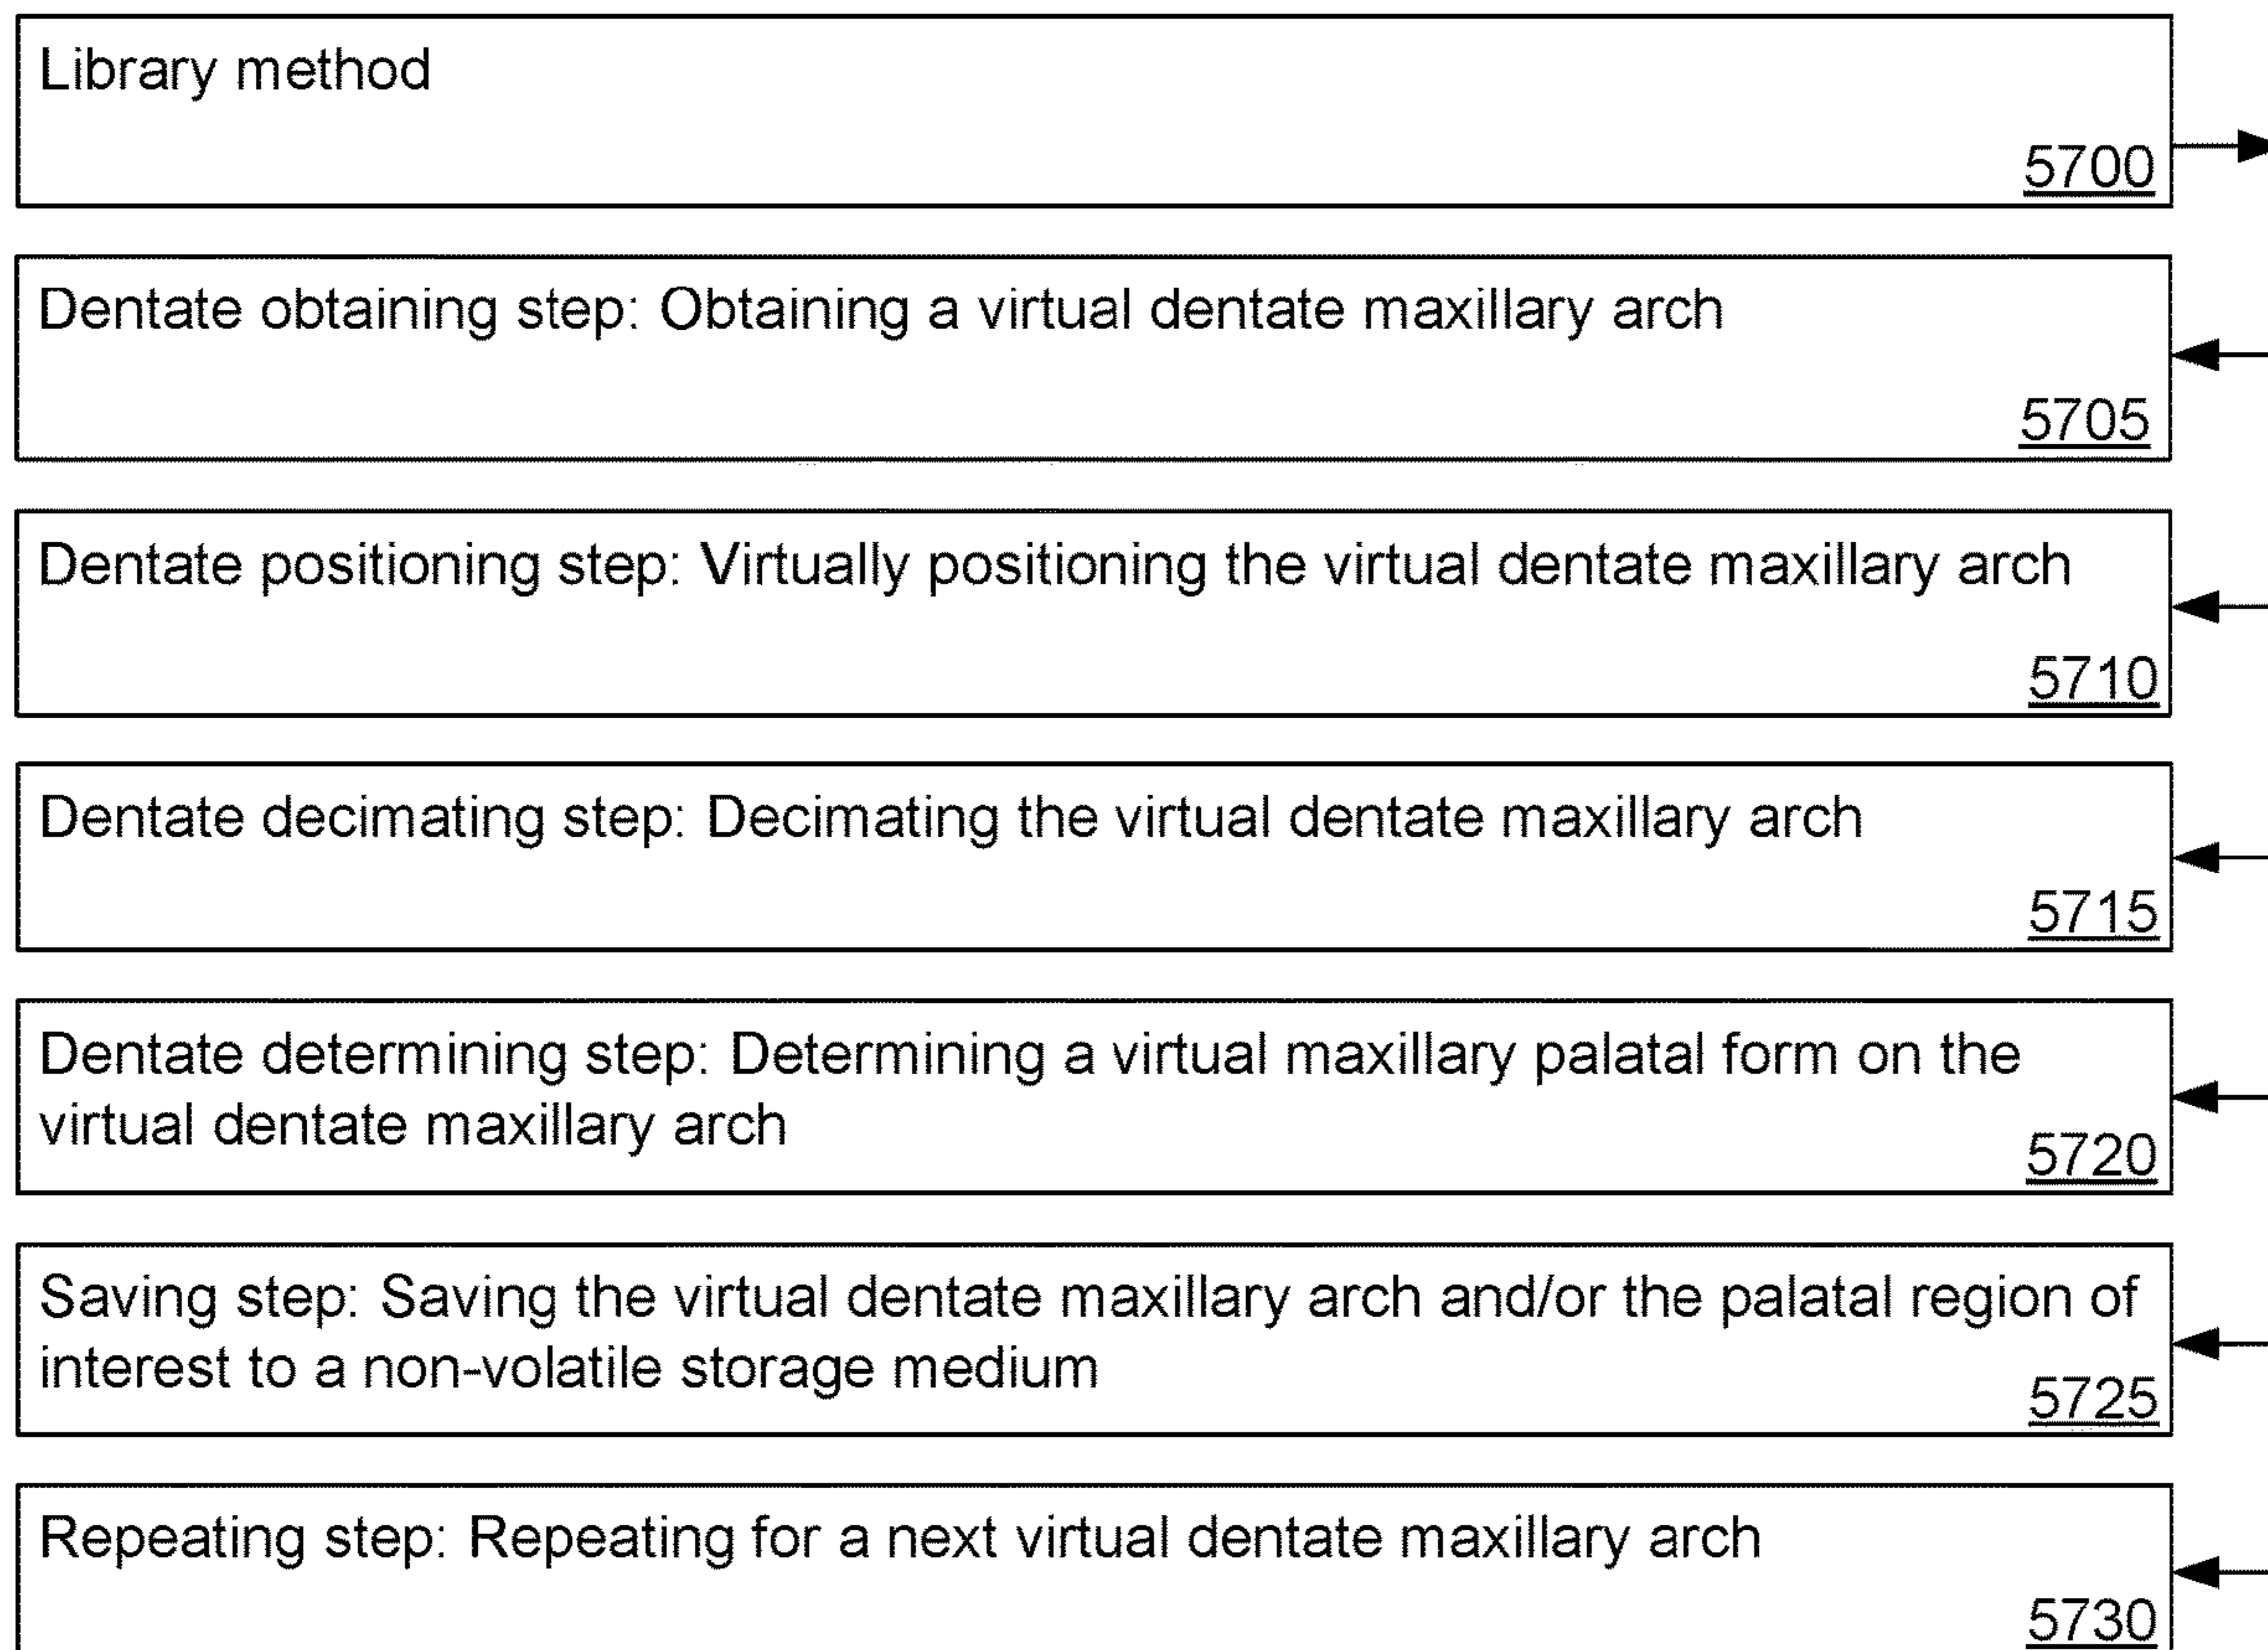 Library method
5700
Dentate obtaining step: Obtaining a virtual dentate maxillary arch
5705
Dentate positioning step: Virtually positioning the virtual dentate maxillary arch
5710
Dentate decimating step: Decimating the virtual dentate maxillary arch
5715
Dentate determining step: Determining a virtual maxillary palatal form on the
virtual dentate maxillary arch
5720
Saving step: Saving the virtual dentate maxillary arch and/or the palatal region of
interest to a non-volatile storage medium
5725
Repeating step: Repeating for a next virtual dentate maxillary arch
5730